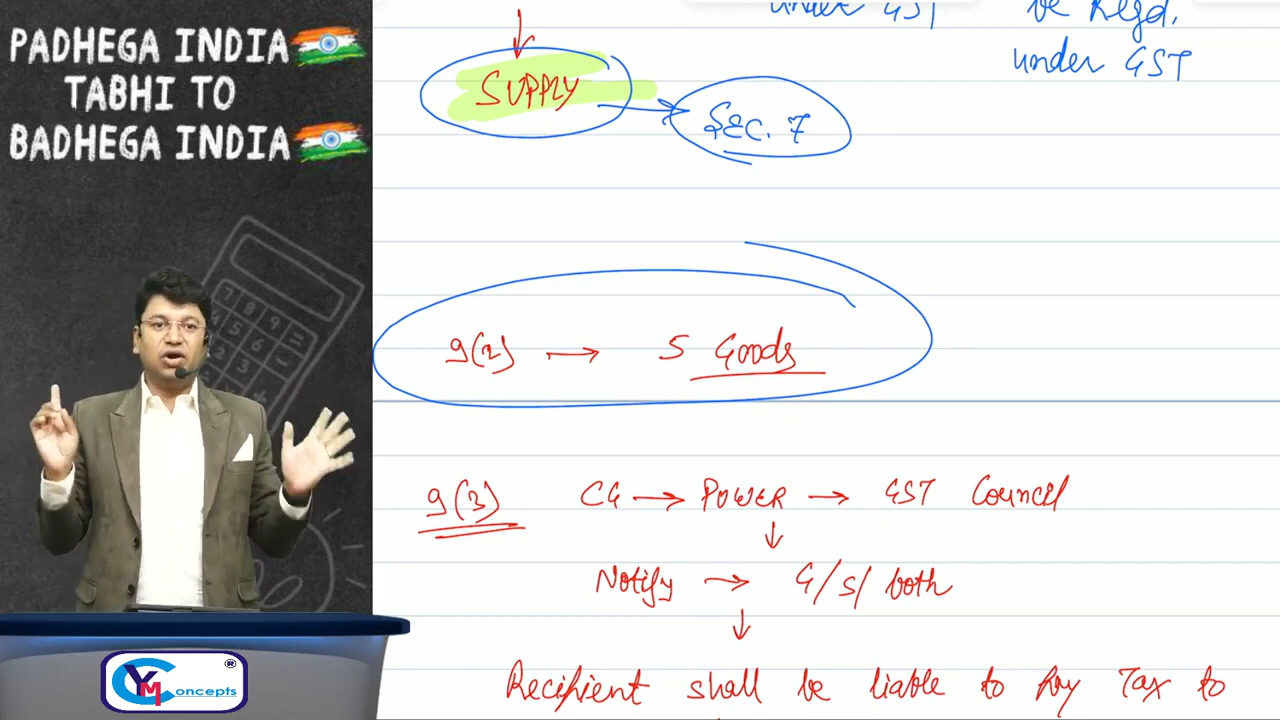 PADHEGA INDIA
TABHI TO
BADHEGA INDIA
under GST be Regd.
under GST
SUPPLY
SEC. 7
9(2) → 5 Goods
9(3) CG → POWER → GST Council
↓
Notify → G/S/ both
↓
Recipient shall be liable to Pay Tax to
YM Concepts ®